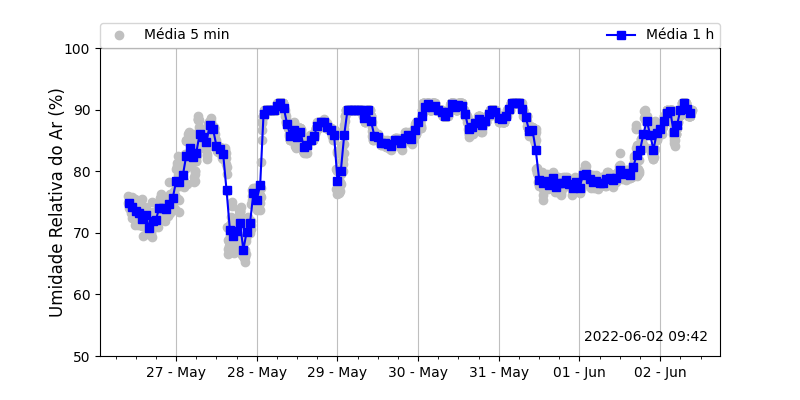 Média 5 min
Média 1 h
Umidade Relativa do Ar (%)
100
90
80
70
60
50
2022-06-02 09:42
27 - May
28 - May
29 - May
30 - May
31 - May
01 - Jun
02 - Jun